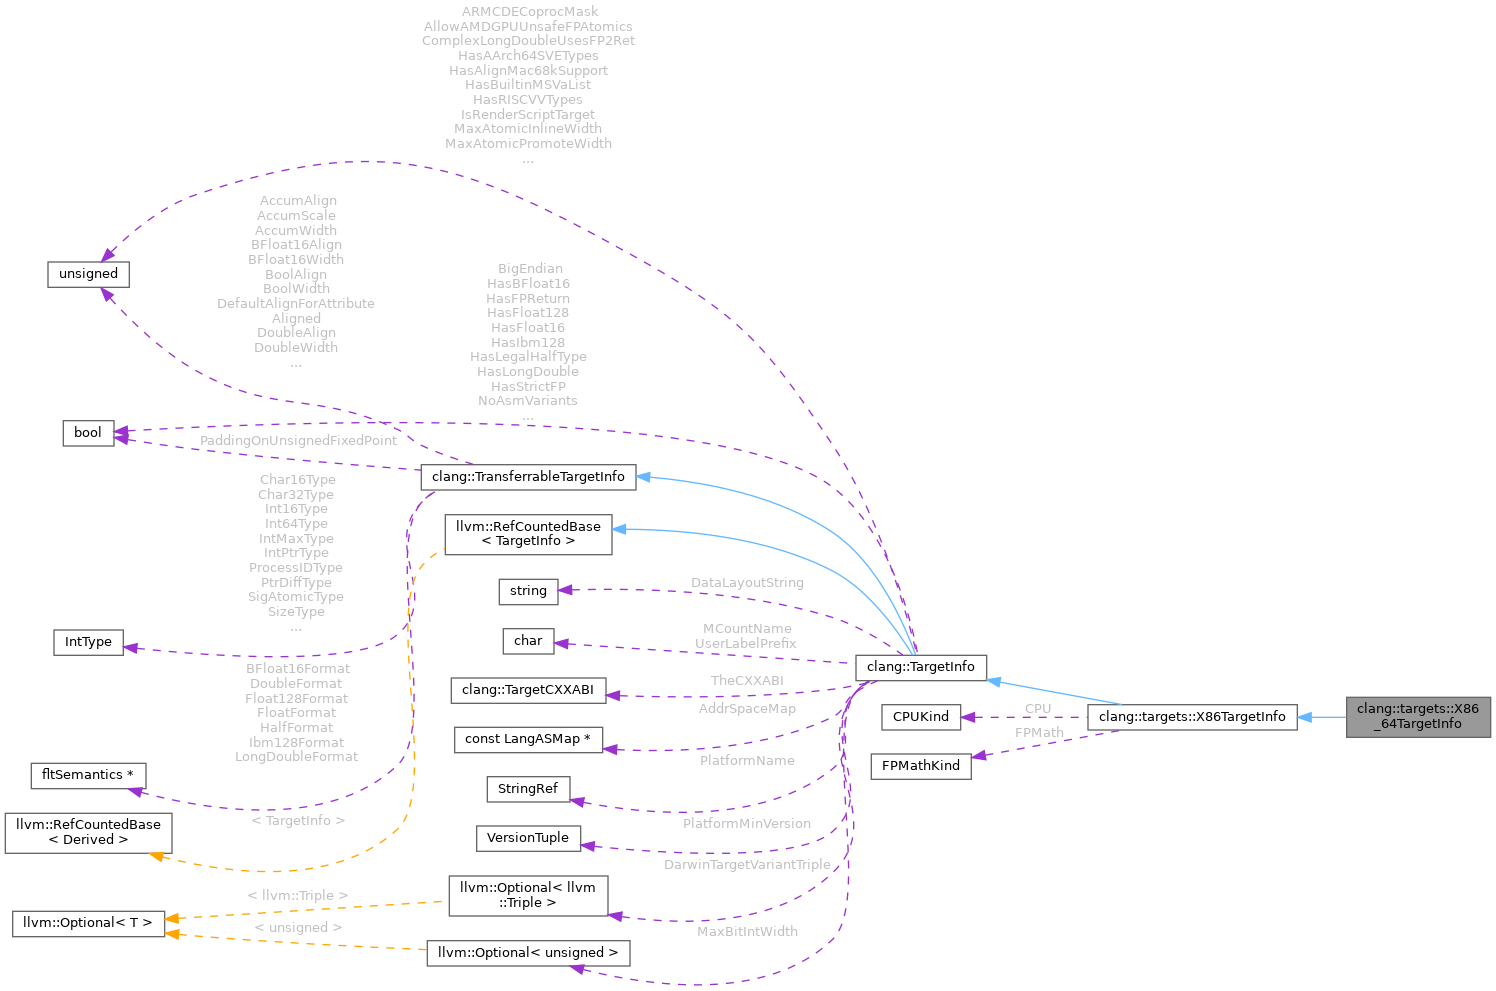 ARMCDECoprocMask
AllowAMDGPUUnsafeFPAtomics
ComplexLongDoubleUsesFP2Ret
HasAArch64SVETypes
HasAlignMac68kSupport
HasBuiltinMSVaList
HasRISCVVTypes
IsRenderScriptTarget
MaxAtomicInlineWidth
MaxAtomicPromoteWidth
...
AccumAlign
AccumScale
AccumWidth
BFloat16Align
BFloat16Width
BoolAlign
BoolWidth
DefaultAlignForAttribute
Aligned
DoubleAlign
DoubleWidth
...
unsigned
BigEndian
HasBFloat16
HasFPReturn
HasFloat128
HasFloat16
HasIbm128
HasLegalHalfType
HasLongDouble
HasStrictFP
NoAsmVariants
...
bool
PaddingOnUnsignedFixedPoint
clang::TransferrableTargetInfo
Char16Type
Char32Type
Int16Type
Int64Type
IntMaxType
IntPtrType
ProcessIDType
PtrDiffType
SigAtomicType
SizeType
...
llvm::RefCountedBase
< TargetInfo >
string
DataLayoutString
IntType
char
MCountName
UserLabelPrefix
clang::TargetInfo
BFloat16Format
DoubleFormat
Float128Format
FloatFormat
HalfFormat
Ibm128Format
LongDoubleFormat
clang::TargetCXXABI
TheCXXABI
AddrSpaceMap
const LangASMap *
CPUKind
CPU
FPMath
clang::targets::X86TargetInfo
clang::targets::X86
_64TargetInfo
FPMathKind
fltSemantics *
StringRef
PlatformName
llvm::RefCountedBase
< Derived >
< TargetInfo >
VersionTuple
PlatformMinVersion
DarwinTargetVariantTriple
llvm::Optional< llvm
::Triple >
< llvm::Triple >
llvm::Optional< T >
< unsigned >
llvm::Optional< unsigned >
MaxBitIntWidth